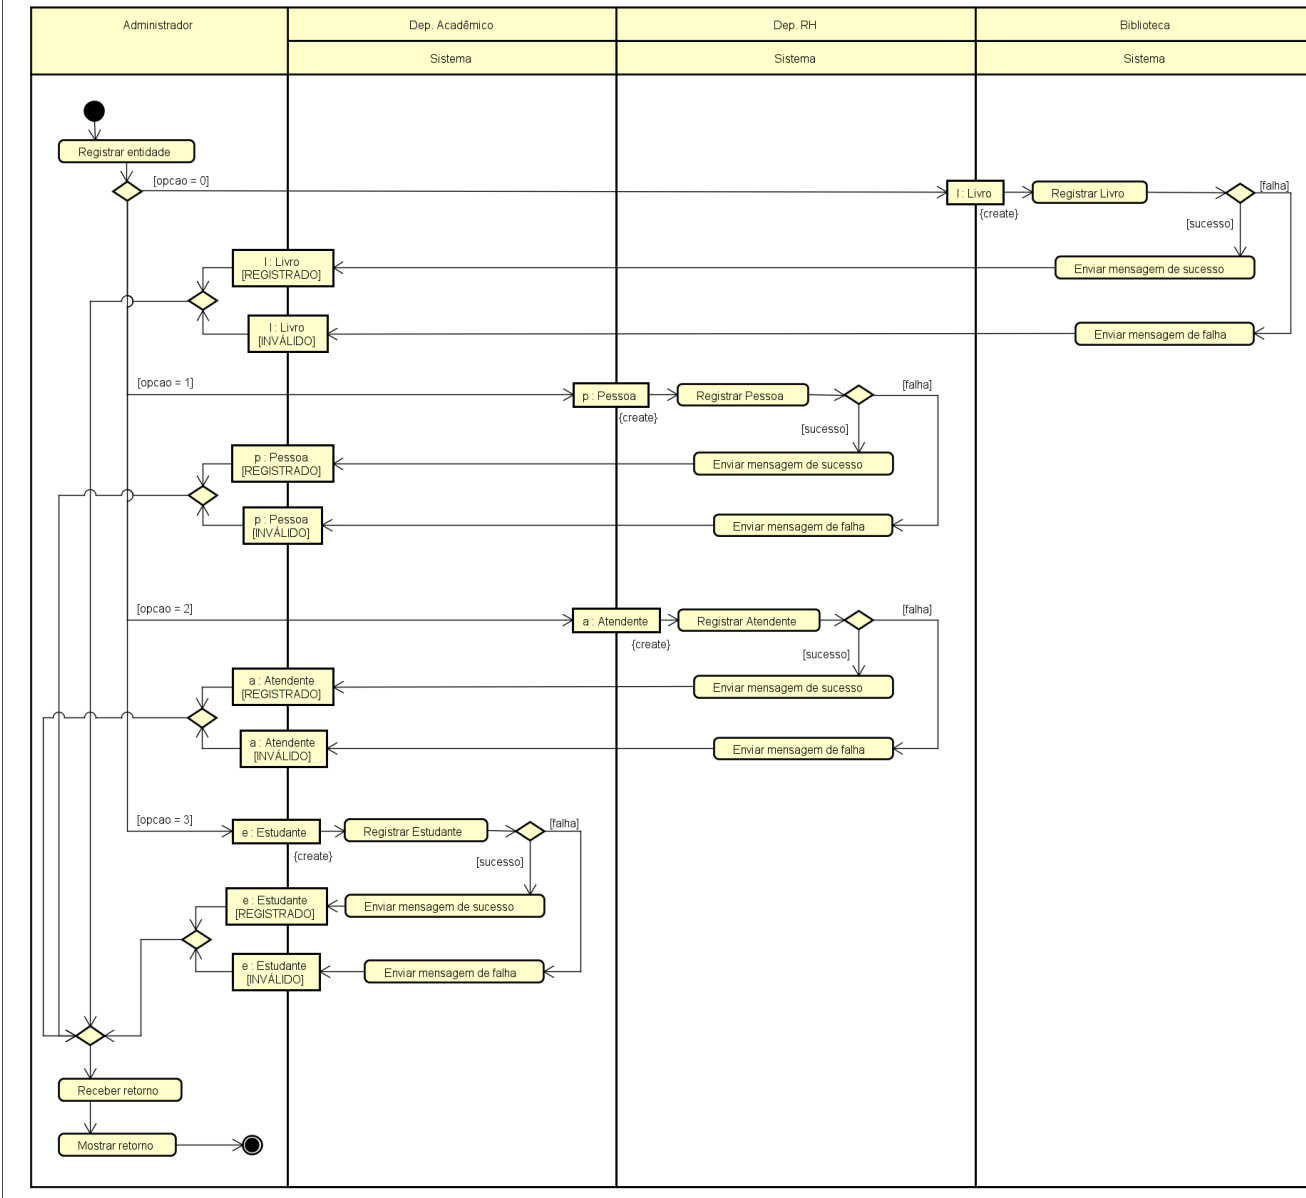 Administrador
Dep. Acadêmico
Dep. RH
Biblioteca
Sistema
Sistema
Sistema
Registrar entidade
[opcao = 0]
l : Livro
{create}
Registrar Livro
[falha]
[sucesso]
l : Livro
[REGISTRADO]
Enviar mensagem de sucesso
l : Livro
[INVÁLIDO]
Enviar mensagem de falha
[opcao = 1]
p : Pessoa
{create}
Registrar Pessoa
[falha]
[sucesso]
p : Pessoa
[REGISTRADO]
Enviar mensagem de sucesso
p : Pessoa
[INVÁLIDO]
Enviar mensagem de falha
[opcao = 2]
a : Atendente
{create}
Registrar Atendente
[falha]
[sucesso]
a : Atendente
[REGISTRADO]
Enviar mensagem de sucesso
a : Atendente
[INVÁLIDO]
Enviar mensagem de falha
[opcao = 3]
e : Estudante
{create}
Registrar Estudante
[falha]
[sucesso]
e : Estudante
[REGISTRADO]
Enviar mensagem de sucesso
e : Estudante
[INVÁLIDO]
Enviar mensagem de falha
Receber retorno
Mostrar retorno